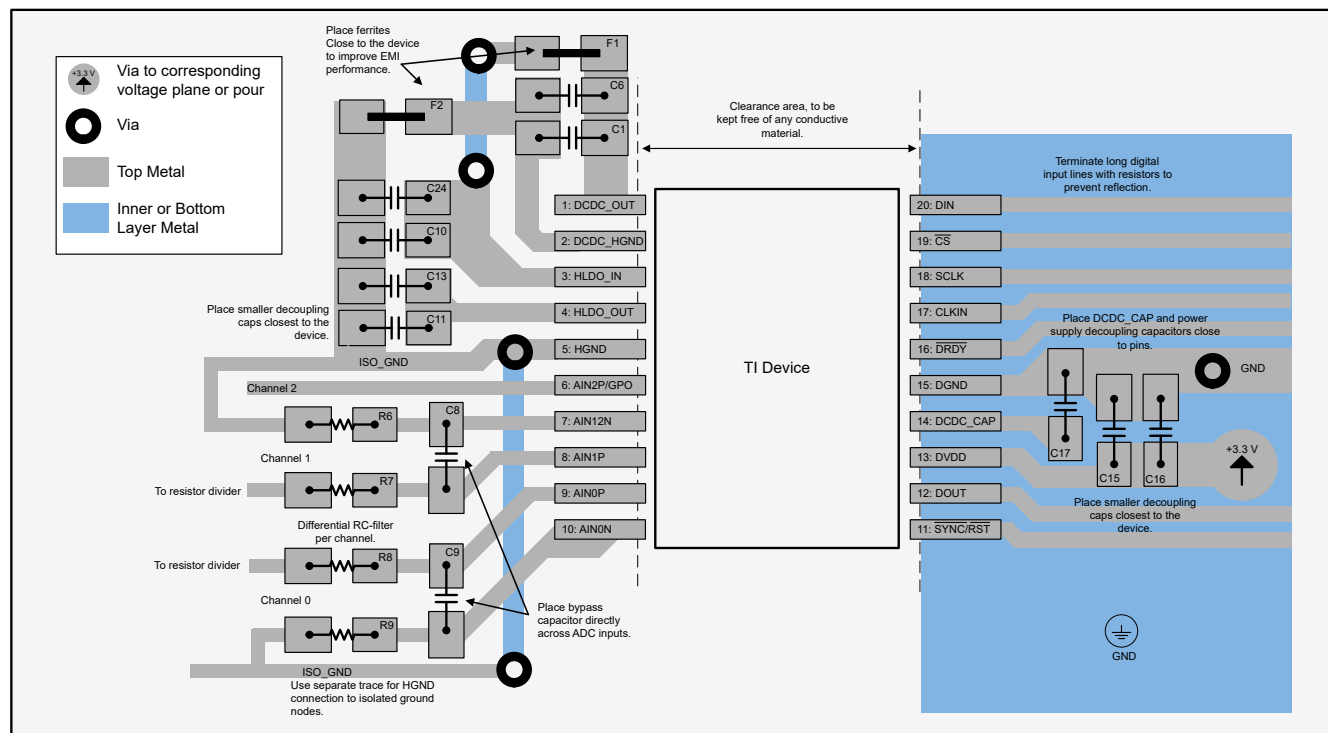 Place ferrites
Close to the device
to improve EMI
performance.
+3.3 V
Via to corresponding
voltage plane or pour
Via
Top Metal
Inner or Bottom
Layer Metal
F1
C6
F2
C1
Clearance area, to be
kept free of any conductive
material.
Terminate long digital
input lines with resistors to
prevent reflection.
C24
C10
C13
C11
Place smaller decoupling
caps closest to the
device.
1: DCDC_OUT
2: DCDC_HGND
3: HLDO_IN
4: HLDO_OUT
5: HGND
6: AIN2P/GPO
7: AIN12N
8: AIN1P
9: AIN0P
10: AIN0N
TI Device
20: DIN
19: C̅S̅
18: SCLK
17: CLKIN
16: D̅R̅D̅Y̅
15: DGND
14: DCDC_CAP
13: DVDD
12: DOUT
11: S̅Y̅N̅C̅/R̅S̅T̅
Place DCDC_CAP and power
supply decoupling capacitors close
to pins.
GND
C17
C15
C16
+3.3 V
Place smaller decoupling
caps closest to the
device.
GND
ISO_GND
Channel 2
R6
C8
Channel 1
To resistor divider
R7
Differential RC-filter
per channel.
To resistor divider
R8
C9
Channel 0
R9
Place bypass
capacitor directly
across ADC inputs.
ISO_GND
Use separate trace for HGND
connection to isolated ground
nodes.